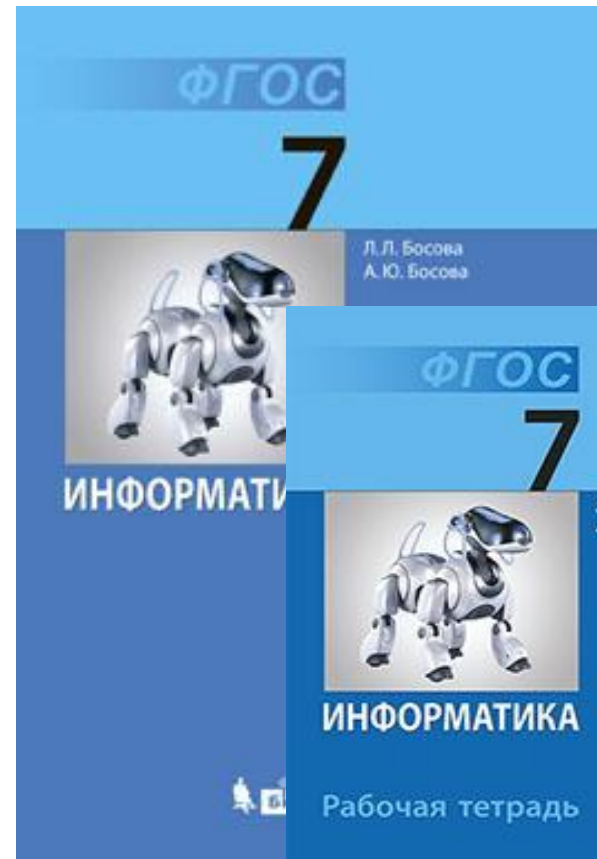 ФГОС
7
Л.Л. Босова
А.Ю. Босова
ИНФОРМАТИ
ФГОС
7
ИНФОРМАТИКА
Рабочая тетрадь